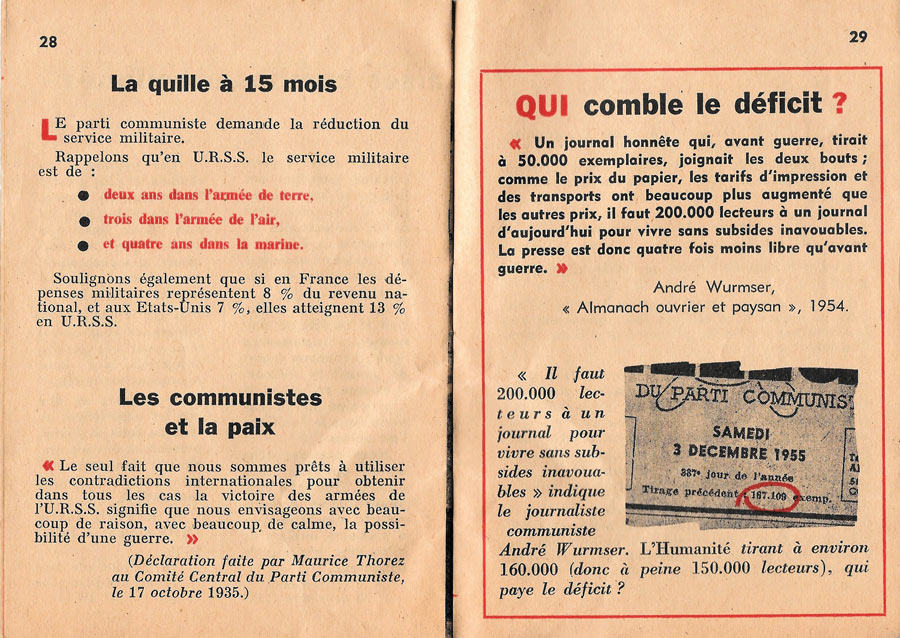 28
La quille à 15 mois
LE parti communiste demande la réduction du
service militaire.
Rappelons qu'en U.R.S.S. le service militaire
est de :
● deux ans dans l'armée de terre,
● trois dans l'armée de l'air,
● et quatre ans dans la marine.
Soulignons également que si en France les dé-
penses militaires représentent 8 % du revenu na-
tional, et aux Etats-Unis 7 %, elles atteignent 13 %
en U.R.S.S.
Les communistes
et la paix
« Le seul fait que nous sommes prêts à utiliser
les contradictions internationales pour obtenir
dans tous les cas la victoire des armées de
l'U.R.S.S. signifie que nous envisageons avec beau-
coup de raison, avec beaucoup de calme, la possi-
bilité d'une guerre. »
(Déclaration faite par Maurice Thorez
au Comité Central du Parti Communiste,
le 17 octobre 1935.)
29
QUI comble le déficit ?
« Un journal honnête qui, avant guerre, tirait
à 50.000 exemplaires, joignait les deux bouts ;
comme le prix du papier, les tarifs d'impression et
des transports ont beaucoup plus augmenté que
les autres prix, il faut 200.000 lecteurs à un journal
d'aujourd'hui pour vivre sans subsides inavouables.
La presse est donc quatre fois moins libre qu'avant
guerre. »
André Wurmser,
« Almanach ouvrier et paysan », 1954.
« Il faut
200.000 lec-
teurs à un
journal pour
vivre sans sub-
sides inavoua-
bles » indique
le journaliste
communiste
André Wurmser. L'Humanité tirant à environ
160.000 (donc à peine 150.000 lecteurs), qui
paye le déficit ?
DU PARTI COMMUNIS
SAMEDI
3 DECEMBRE 1955
337e jour de l'année
Tirage précédent : 167.109 exemp.